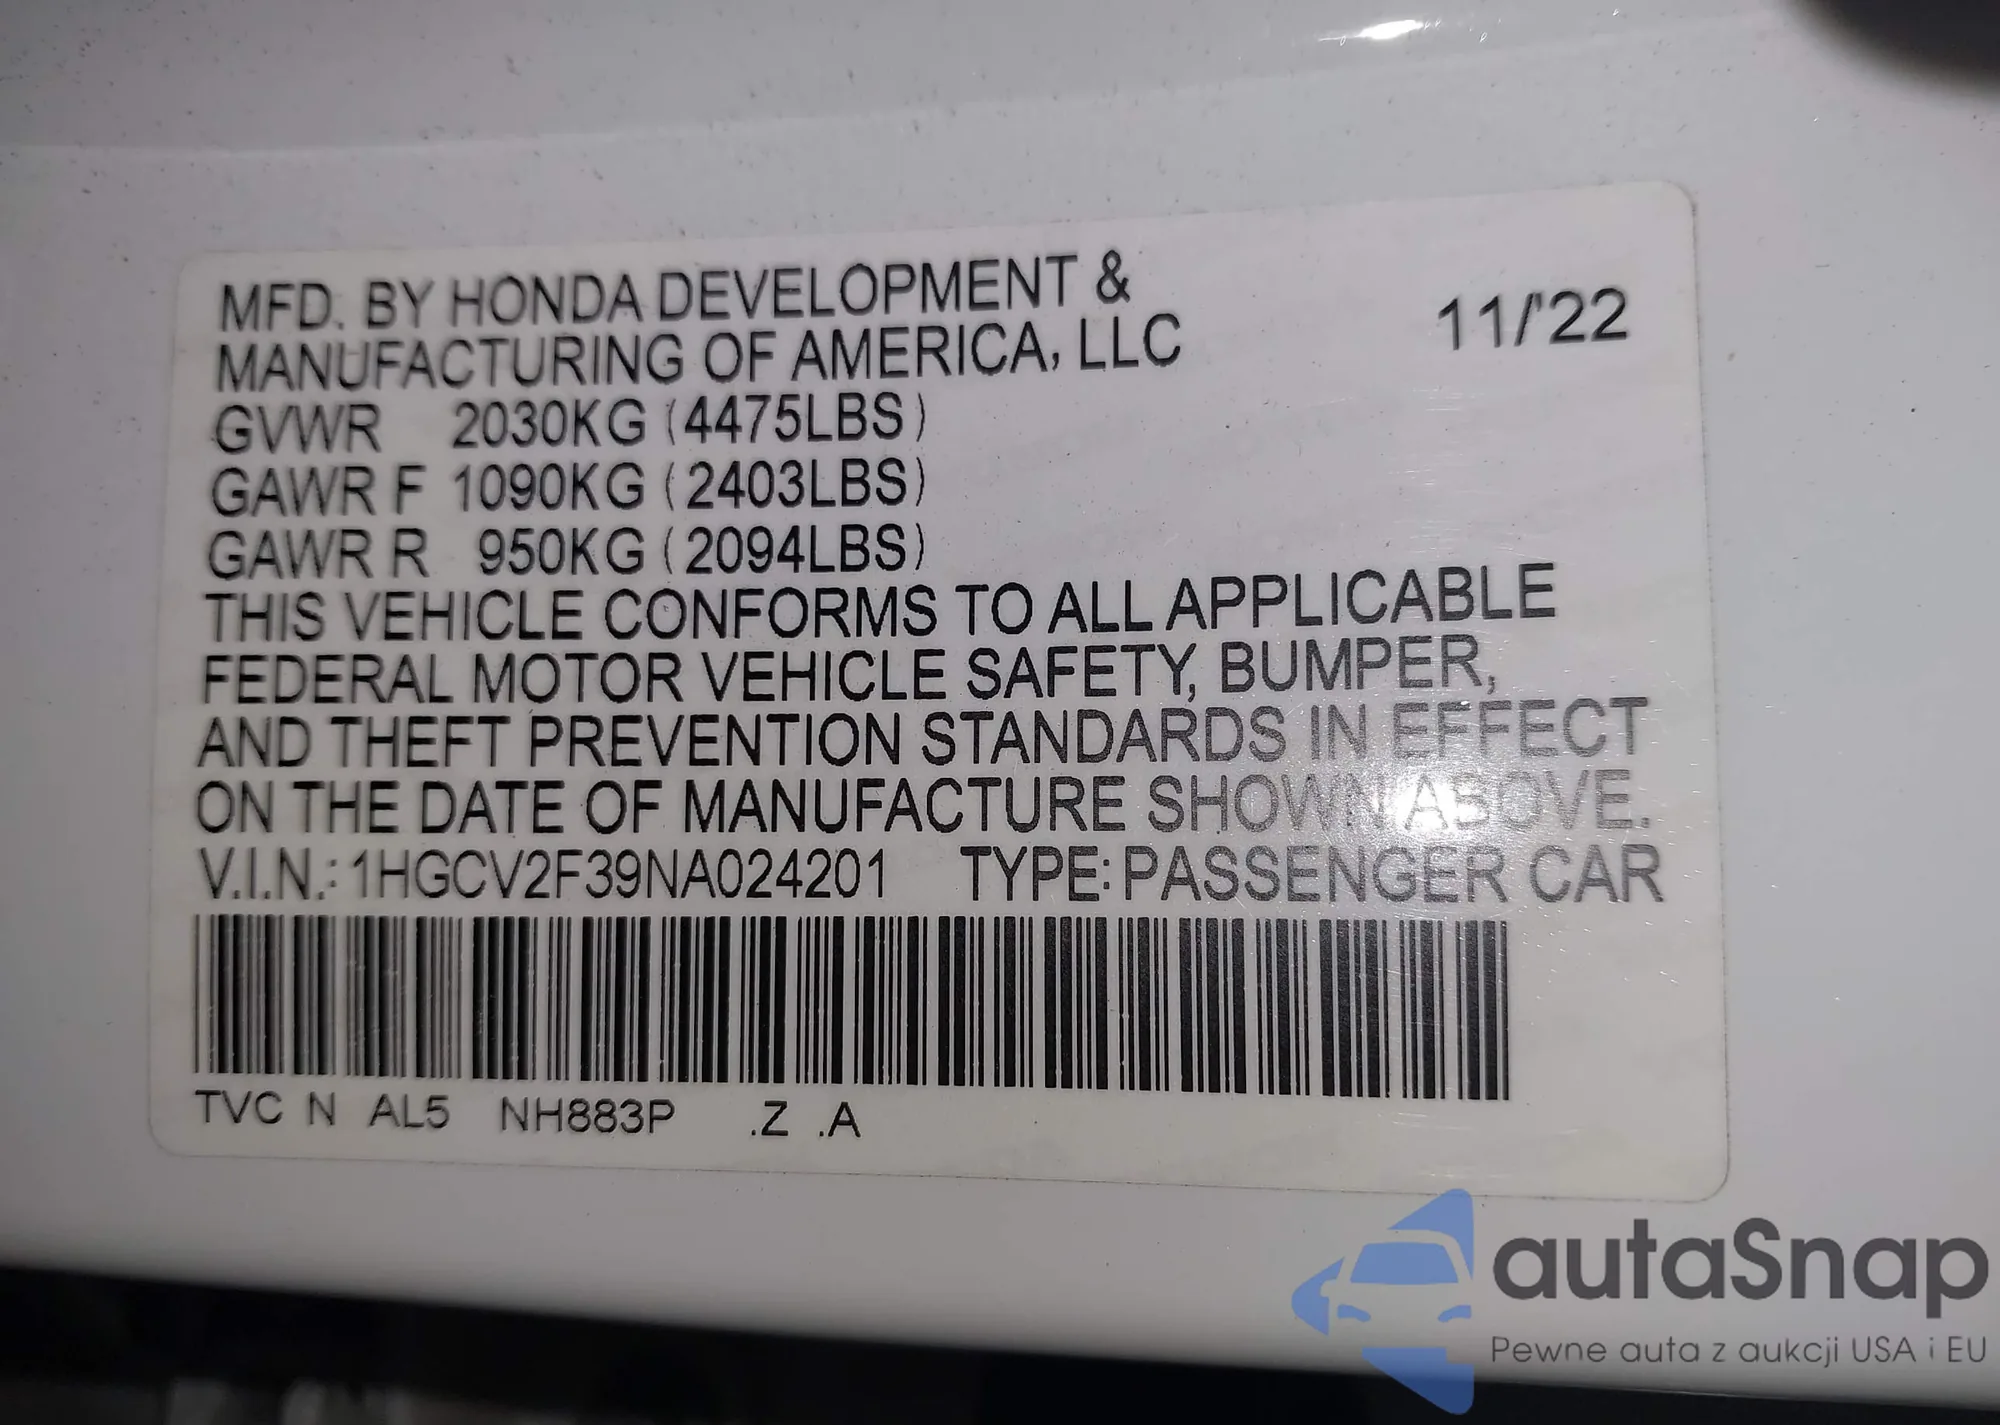 MFD. BY HONDA DEVELOPMENT &
MANUFACTURING OF AMERICA, LLC
11/'22
GVWR 2030KG (4475LBS)
GAWR F 1090KG (2403LBS)
GAWR R 950KG (2094LBS)
THIS VEHICLE CONFORMS TO ALL APPLICABLE
FEDERAL MOTOR VEHICLE SAFETY, BUMPER,
AND THEFT PREVENTION STANDARDS IN EFFECT
ON THE DATE OF MANUFACTURE SHOWN ABOVE.
V.I.N.: 1HGCV2F39NA024201 TYPE: PASSENGER CAR
TVC N AL5 NH883P .Z .A
autaSnap
Pewne auta z aukcji USA i EU